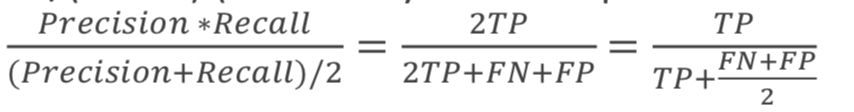 Precision *Recall / (Precision+Recall)/2 = 2TP / 2TP+FN+FP = TP / TP+ FN+FP / 2